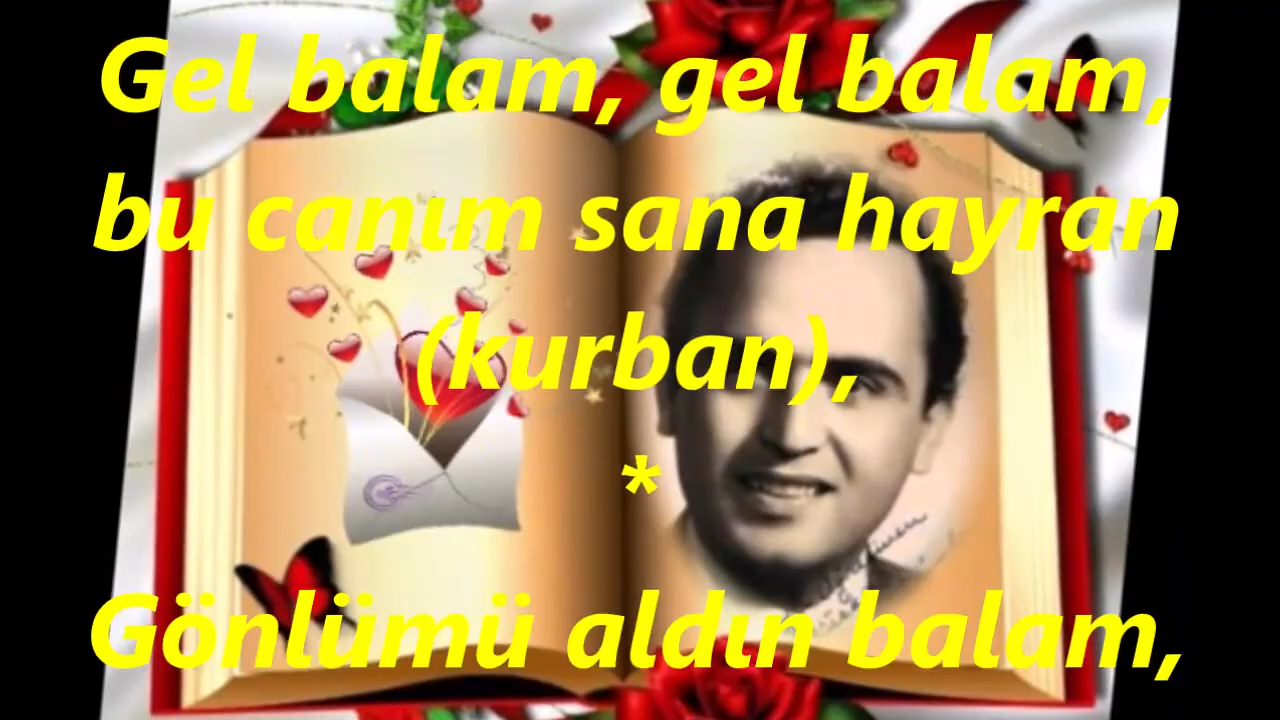 Gel balam, gel balam,
bu canım sana hayran
(kurban),
*
Gönlümü aldın balam,